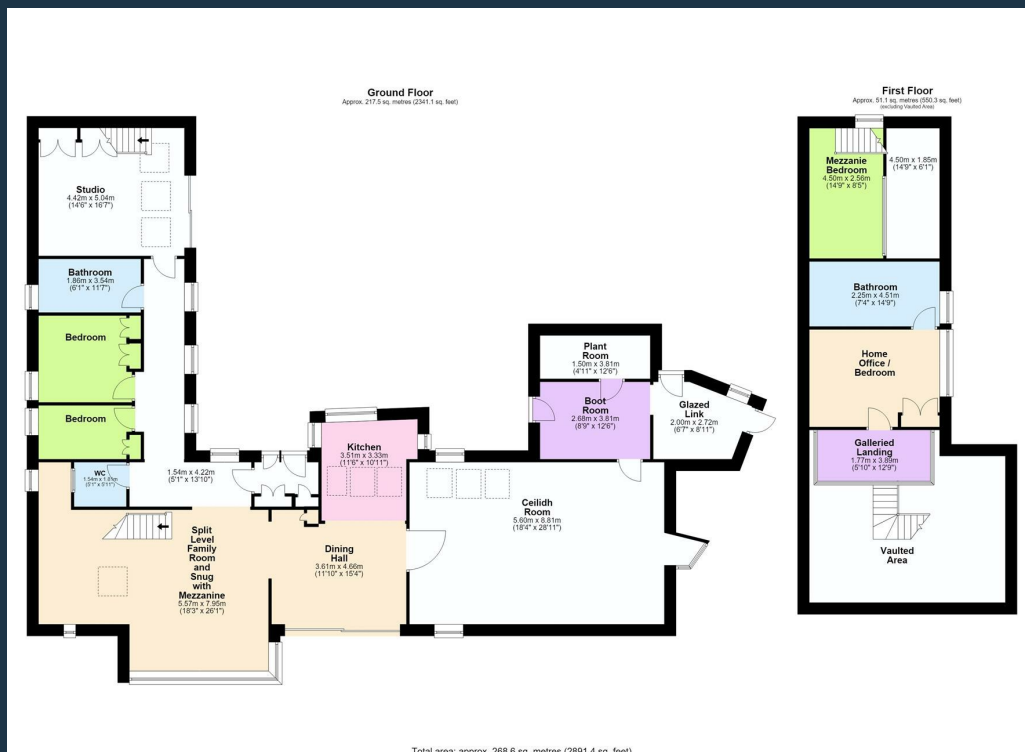 Ground Floor
Approx. 217.5 sq. metres (2341.1 sq. feet)
First Floor
Approx. 51.1 sq. metres (550.3 sq. feet)
(excluding Vaulted Area)
Studio
4.42m x 5.04m
(14'6" x 16'7")
Bathroom
1.86m x 3.54m
(6'1" x 11'7")
Bedroom
Bedroom
WC
1.54m x 1.81m
(5'1" x 5'11")
1.54m x 4.22m
(5'1" x 13'10")
Split
Level
Family
Room
and
Snug
with
Mezzanine
5.57m x 7.95m
(18'3" x 26'1")
Kitchen
3.51m x 3.33m
(11'6" x 10'11")
Dining
Hall
3.61m x 4.66m
(11'10" x 15'4")
Plant
Room
1.50m x 3.81m
(4'11" x 12'6")
Boot
Room
2.68m x 3.81m
(8'9" x 12'6")
Glazed
Link
2.00m x 2.72m
(6'7" x 8'11")
Ceilidh
Room
5.60m x 8.81m
(18'4" x 28'11")
Mezzanie
Bedroom
4.50m x 2.56m
(14'9" x 8'5")
4.50m x 1.85m
(14'9" x 6'1")
Bathroom
2.25m x 4.51m
(7'4" x 14'9")
Home
Office /
Bedroom
Galleried
Landing
1.77m x 3.89m
(5'10" x 12'9")
Vaulted
Area
Total area: approx. 268.6 sq. metres (2891.4 sq. feet)